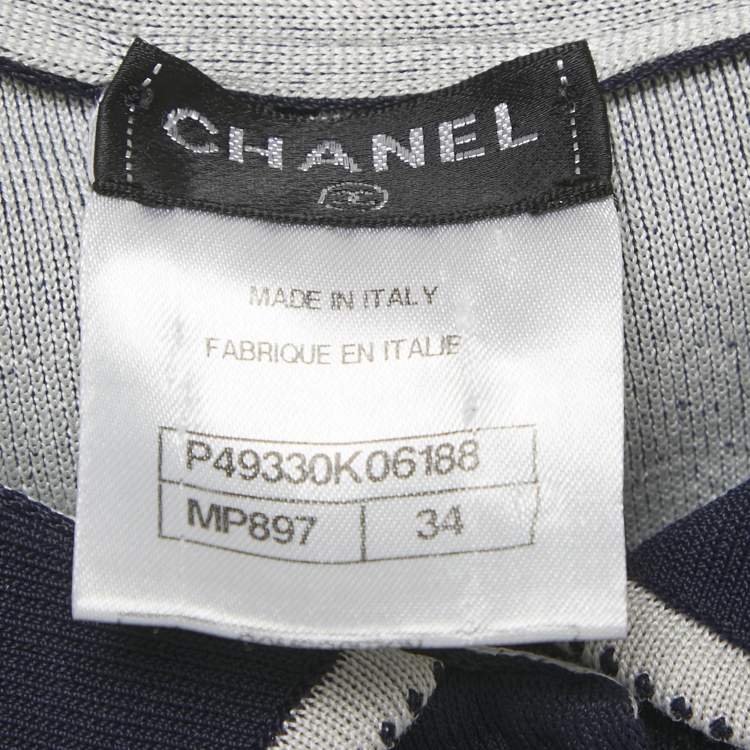 CHANEL
MADE IN ITALY
FABRIQUE EN ITALIE
P49330K06188
MP897 34